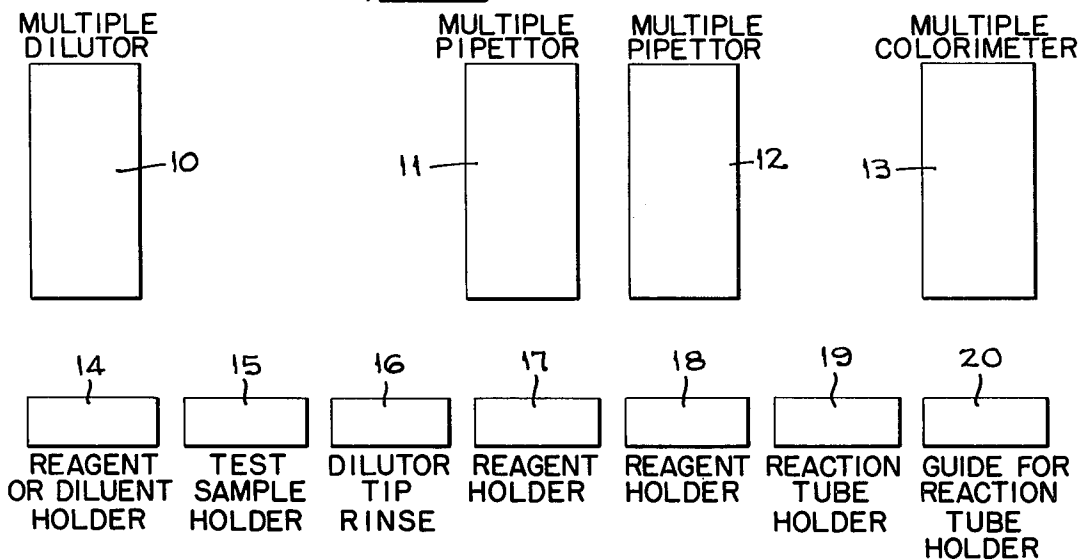 MULTIPLE DILUTOR
MULTIPLE PIPETTOR
MULTIPLE PIPETTOR
MULTIPLE COLORIMETER
10
11
12
13
14
15
16
17
18
19
20
REAGENT
OR DILUENT
HOLDER
TEST
SAMPLE
HOLDER
DILUTOR
TIP
RINSE
REAGENT
HOLDER
REAGENT
HOLDER
REACTION
TUBE
HOLDER
GUIDE FOR
REACTION
TUBE
HOLDER